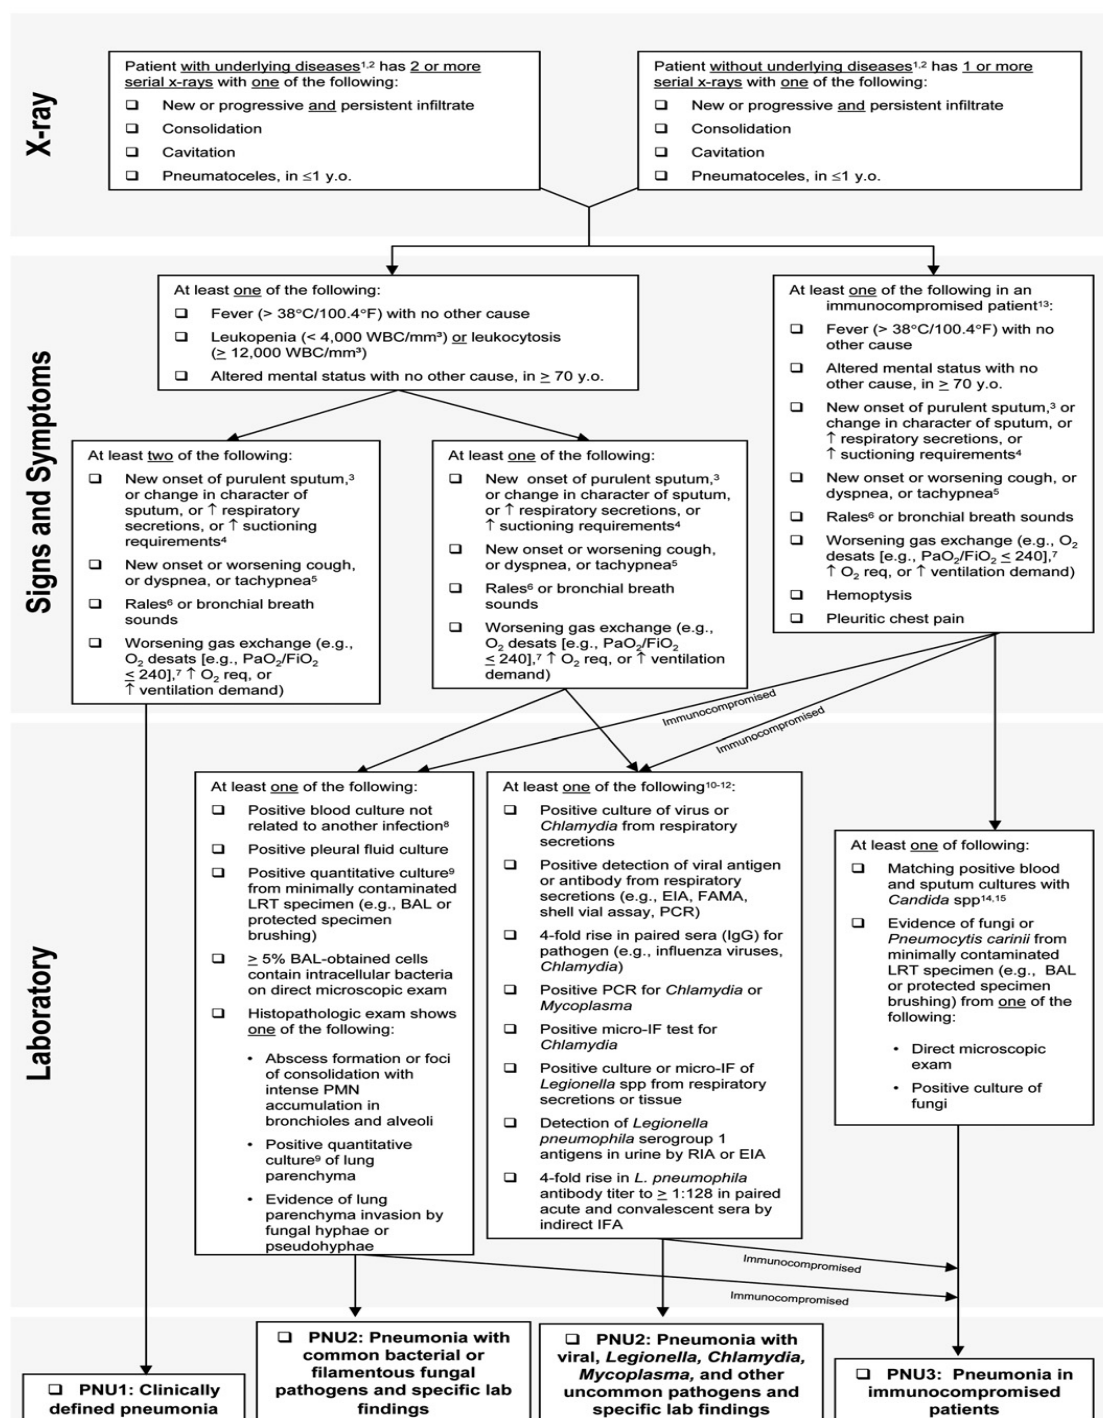 X-ray
Patient with underlying diseases¹,² has 2 or more
serial x-rays with one of the following:
❑ New or progressive and persistent infiltrate
❑ Consolidation
❑ Cavitation
❑ Pneumatoceles, in ≤1 y.o.
Patient without underlying diseases¹,² has 1 or more
serial x-rays with one of the following:
❑ New or progressive and persistent infiltrate
❑ Consolidation
❑ Cavitation
❑ Pneumatoceles, in ≤1 y.o.
Signs and Symptoms
At least one of the following:
❑ Fever (> 38°C/100.4°F) with no other cause
❑ Leukopenia (< 4,000 WBC/mm³) or leukocytosis
(≥ 12,000 WBC/mm³)
❑ Altered mental status with no other cause, in ≥ 70 y.o.
At least two of the following:
❑ New onset of purulent sputum,³
or change in character of
sputum, or ↑ respiratory
secretions, or ↑ suctioning
requirements⁴
❑ New onset or worsening cough,
or dyspnea, or tachypnea⁵
❑ Rales⁶ or bronchial breath
sounds
❑ Worsening gas exchange (e.g.,
O₂ desats [e.g., PaO₂/FiO₂
≤ 240],⁷ ↑ O₂ req, or
↑ ventilation demand)
At least one of the following:
❑ New onset of purulent sputum,³
or change in character of sputum,
or ↑ respiratory secretions, or
↑ suctioning requirements⁴
❑ New onset or worsening cough,
or dyspnea, or tachypnea⁵
❑ Rales⁶ or bronchial breath
sounds
❑ Worsening gas exchange (e.g.,
O₂ desats [e.g., PaO₂/FiO₂
≤ 240],⁷ ↑ O₂ req, or ↑ ventilation
demand)
At least one of the following in an
immunocompromised patient¹³:
❑ Fever (> 38°C/100.4°F) with no
other cause
❑ Altered mental status with no
other cause, in ≥ 70 y.o.
❑ New onset of purulent sputum,³ or
change in character of sputum, or
↑ respiratory secretions, or
↑ suctioning requirements⁴
❑ New onset or worsening cough, or
dyspnea, or tachypnea⁵
❑ Rales⁶ or bronchial breath sounds
❑ Worsening gas exchange (e.g., O₂
desats [e.g., PaO₂/FiO₂ ≤ 240],⁷
↑ O₂ req, or ↑ ventilation demand)
❑ Hemoptysis
❑ Pleuritic chest pain
Immunocompromised
Immunocompromised
Laboratory
At least one of the following:
❑ Positive blood culture not
related to another infection⁸
❑ Positive pleural fluid culture
❑ Positive quantitative culture⁹
from minimally contaminated
LRT specimen (e.g., BAL or
protected specimen
brushing)
❑ ≥ 5% BAL-obtained cells
contain intracellular bacteria
on direct microscopic exam
❑ Histopathologic exam shows
one of the following:
• Abscess formation or foci
of consolidation with
intense PMN
accumulation in
bronchioles and alveoli
• Positive quantitative
culture⁹ of lung
parenchyma
• Evidence of lung
parenchyma invasion by
fungal hyphae or
pseudohyphae
At least one of the following¹⁰⁻¹²:
❑ Positive culture of virus or
Chlamydia from respiratory
secretions
❑ Positive detection of viral antigen
or antibody from respiratory
secretions (e.g., EIA, FAMA,
shell vial assay, PCR)
❑ 4-fold rise in paired sera (IgG) for
pathogen (e.g., influenza viruses,
Chlamydia)
❑ Positive PCR for Chlamydia or
Mycoplasma
❑ Positive micro-IF test for
Chlamydia
❑ Positive culture or micro-IF of
Legionella spp from respiratory
secretions or tissue
❑ Detection of Legionella
pneumophila serogroup 1
antigens in urine by RIA or EIA
❑ 4-fold rise in L. pneumophila
antibody titer to ≥ 1:128 in paired
acute and convalescent sera by
indirect IFA
At least one of following:
❑ Matching positive blood
and sputum cultures with
Candida spp¹⁴,¹⁵
❑ Evidence of fungi or
Pneumocytis carinii from
minimally contaminated
LRT specimen (e.g., BAL
or protected specimen
brushing) from one of the
following:
• Direct microscopic
exam
• Positive culture of
fungi
Immunocompromised
Immunocompromised
❑ PNU1: Clinically
defined pneumonia
❑ PNU2: Pneumonia with
common bacterial or
filamentous fungal
pathogens and specific lab
findings
❑ PNU2: Pneumonia with
viral, Legionella, Chlamydia,
Mycoplasma, and other
uncommon pathogens and
specific lab findings
❑ PNU3: Pneumonia in
immunocompromised
patients